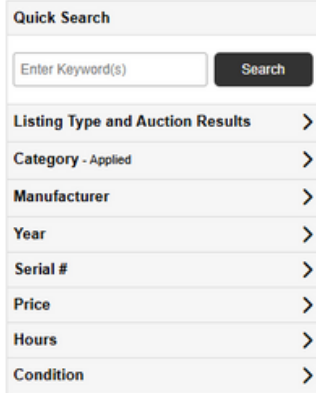 Quick Search
Enter Keyword(s) Search
Listing Type and Auction Results
Category - Applied
Manufacturer
Year
Serial #
Price
Hours
Condition